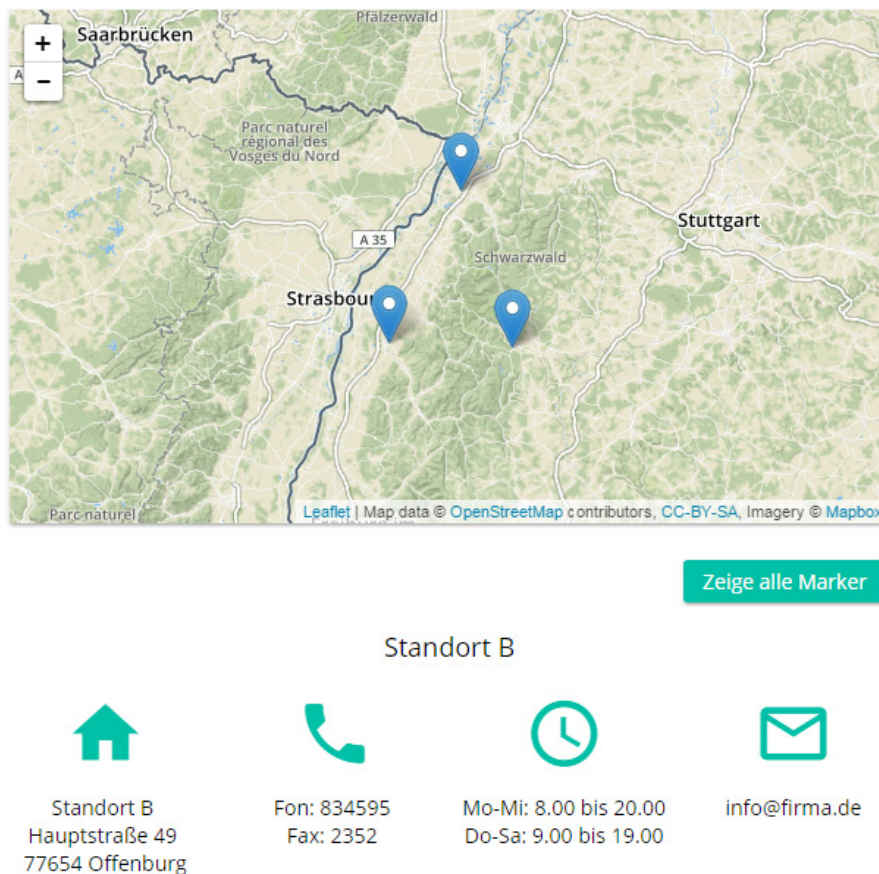 Pfälzerwald
Saarbrücken
+
−
A
Parc naturel
régional des
Vosges du Nord
Stuttgart
A 35
Schwarzwald
Parc naturel
Leaflet | Map data © OpenStreetMap contributors, CC-BY-SA, Imagery © Mapbox
Zeige alle Marker
Standort B
Standort B
Hauptstraße 49
77654 Offenburg
Fon: 834595
Fax: 2352
Mo-Mi: 8.00 bis 20.00
Do-Sa: 9.00 bis 19.00
info@firma.de